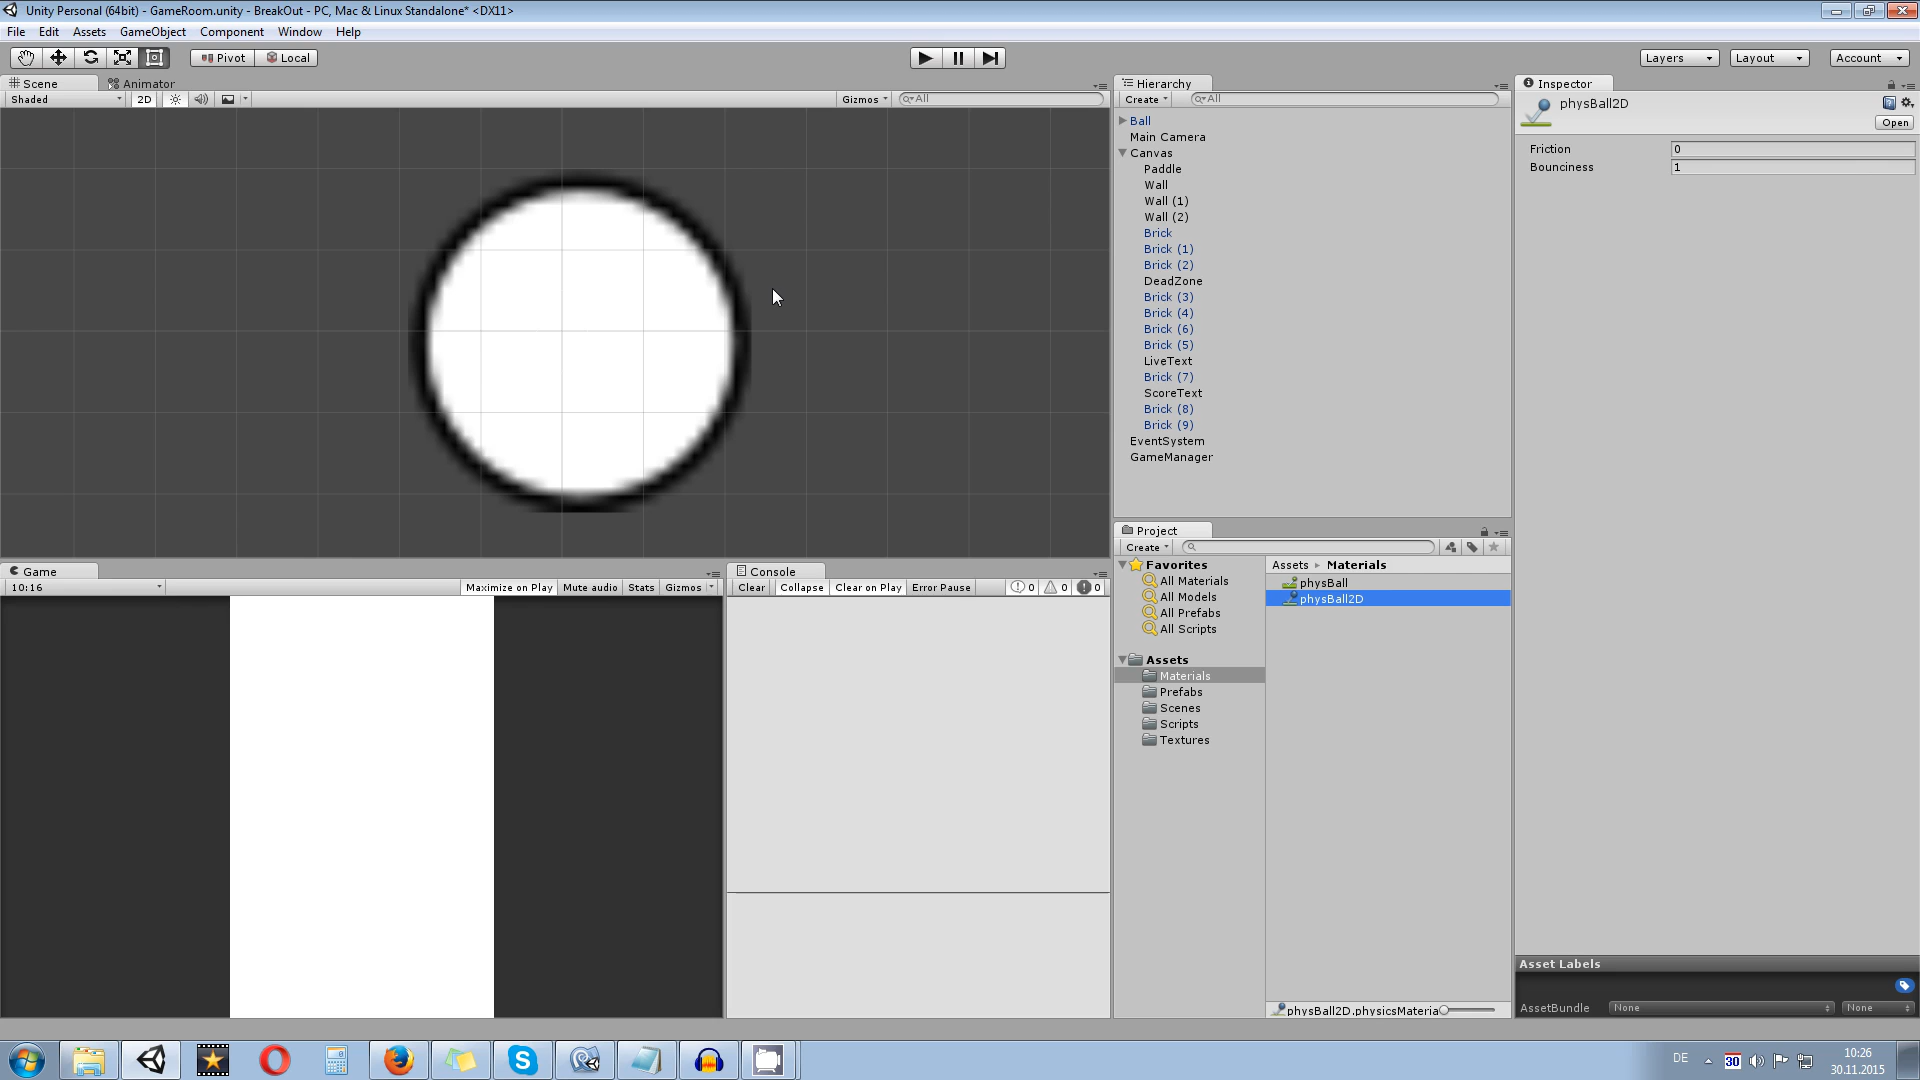 Unity Personal (64bit) - GameRoom.unity - BreakOut - PC, Mac & Linux Standalone* <DX11>
File Edit Assets GameObject Component Window Help
Pivot Local Layers Layout Account
Scene Animator
Shaded 2D Gizmos All
Hierarchy
Create All
Ball
Main Camera
Canvas
Paddle
Wall
Wall (1)
Wall (2)
Brick
Brick (1)
Brick (2)
DeadZone
Brick (3)
Brick (4)
Brick (6)
Brick (5)
LiveText
Brick (7)
ScoreText
Brick (8)
Brick (9)
EventSystem
GameManager
Inspector
physBall2D
Open
Friction 0
Bounciness 1
Game
10:16 Maximize on Play Mute audio Stats Gizmos
Console
Clear Collapse Clear on Play Error Pause 0 0 0
Project
Create
Favorites
All Materials
All Models
All Prefabs
All Scripts
Assets
Materials
Prefabs
Scenes
Scripts
Textures
Assets Materials
physBall
physBall2D
physBall2D.physicsMateria
Asset Labels
AssetBundle None None
DE 30 10:26
30.11.2015